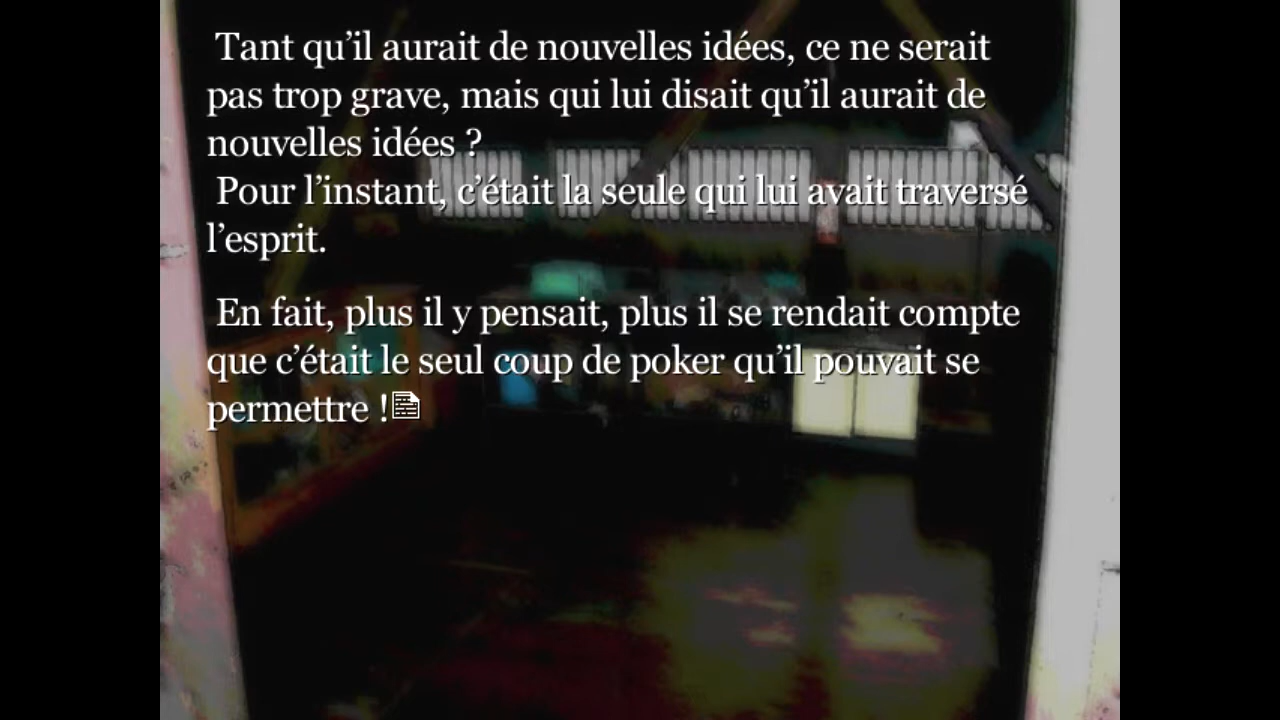 Tant qu’il aurait de nouvelles idées, ce ne serait
pas trop grave, mais qui lui disait qu’il aurait de
nouvelles idées ?
Pour l’instant, c’était la seule qui lui avait traversé
l’esprit.
En fait, plus il y pensait, plus il se rendait compte
que c’était le seul coup de poker qu’il pouvait se
permettre !